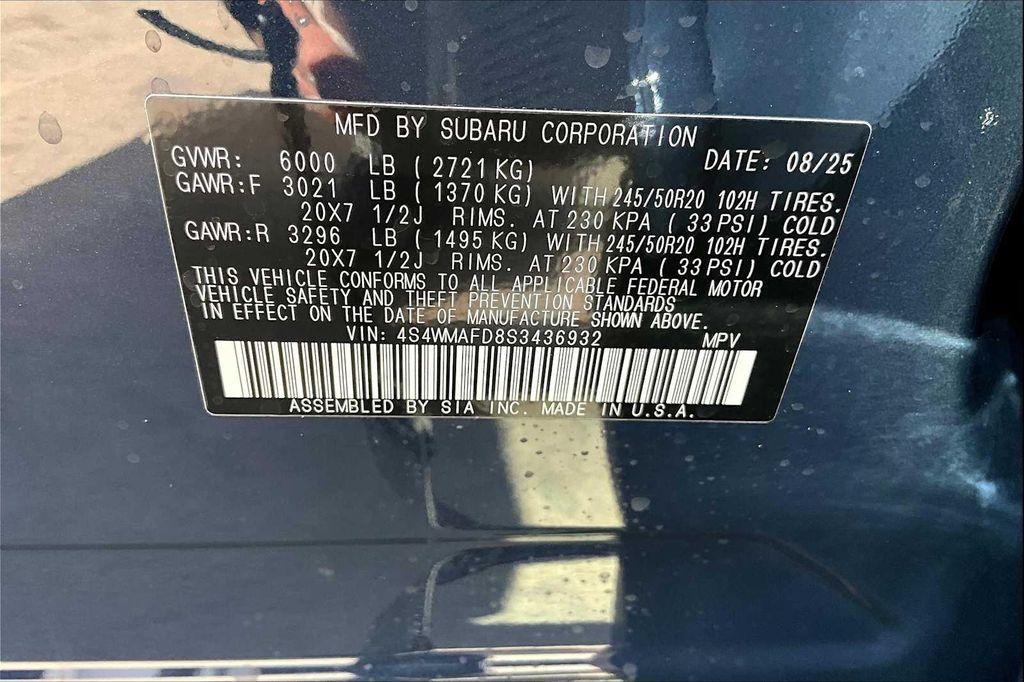 MFD BY SUBARU CORPORATION
GVWR: 6000 LB ( 2721 KG) DATE: 08/25
GAWR:F 3021 LB ( 1370 KG) WITH 245/50R20 102H TIRES.
20X7 1/2J RIMS. AT 230 KPA ( 33 PSI) COLD
GAWR:R 3296 LB ( 1495 KG) WITH 245/50R20 102H TIRES.
20X7 1/2J RIMS. AT 230 KPA ( 33 PSI) COLD
THIS VEHICLE CONFORMS TO ALL APPLICABLE FEDERAL MOTOR
VEHICLE SAFETY AND THEFT PREVENTION STANDARDS
IN EFFECT ON THE DATE OF MANUFACTURE SHOWN ABOVE.
VIN: 4S4WMAFD8S3436932 MPV
ASSEMBLED BY SIA INC. MADE IN U.S.A.